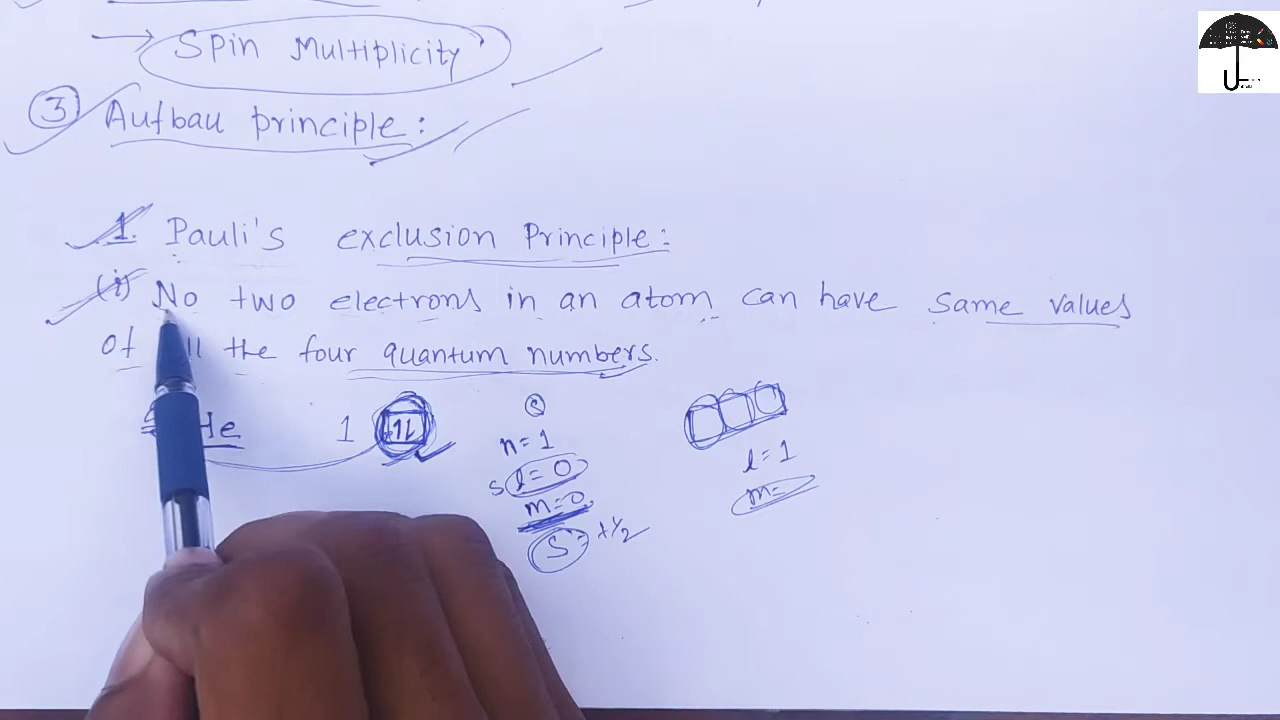 → Spin Multiplicity
③ Aufbau principle:
1. Pauli's exclusion Principle:
(i) No two electrons in an atom can have same values
of the four quantum numbers.
He 1 ↿⇂
n=1
s l=0
m=0
S=+1/2
l=1
m=